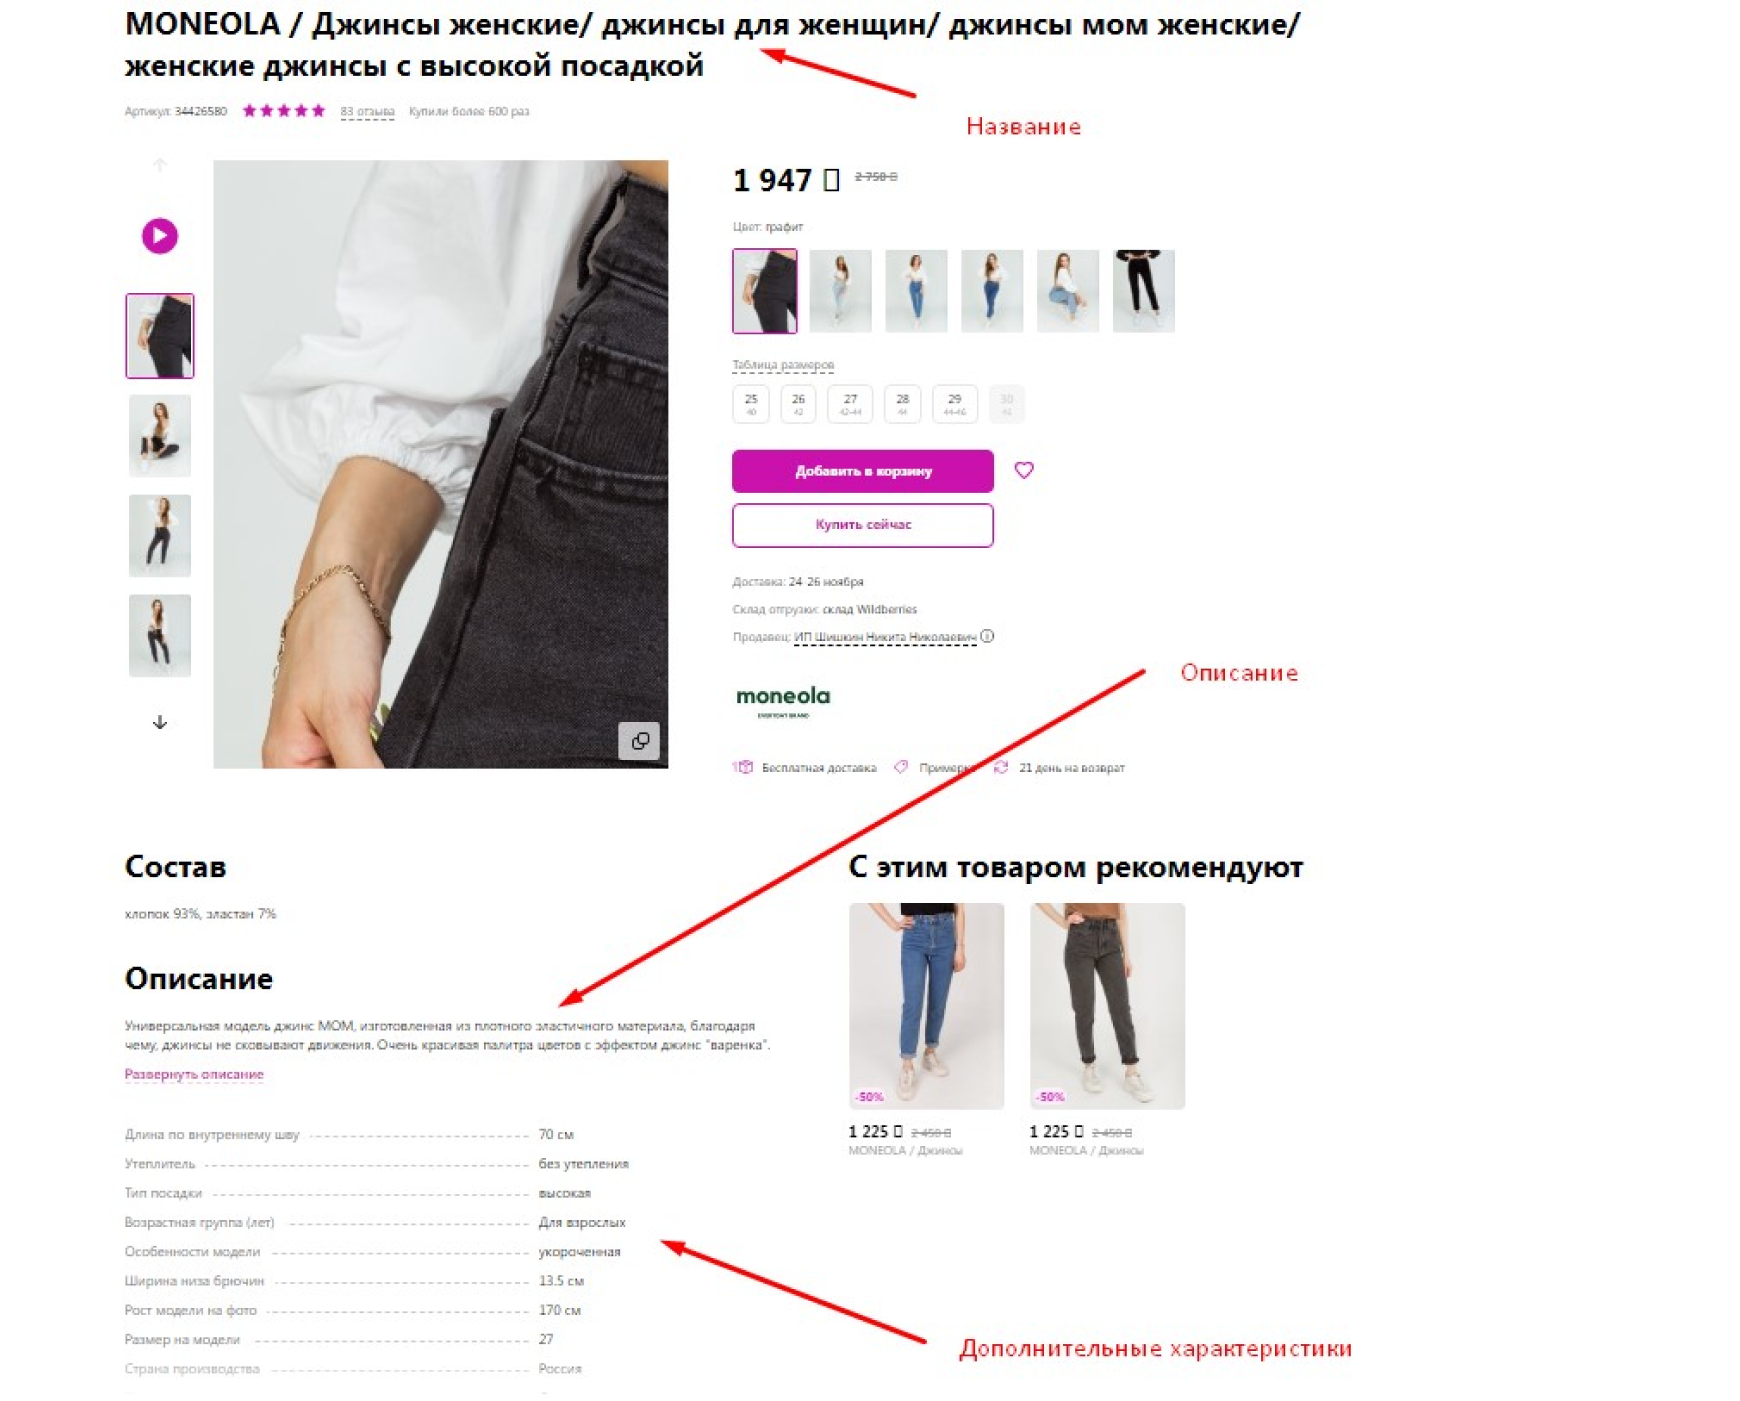 MONEOLA / Джинсы женские/ джинсы для женщин/ джинсы мом женские/
женские джинсы с высокой посадкой
Артикул: 34426580 83 отзыва Купили более 600 раз
Название
1 947 2 750
Цвет: графит
Таблица размеров
25 26 27 28 29 30
40 42 42-44 44 44-46 46
Добавить в корзину
Купить сейчас
Доставка: 24-26 ноября
Склад отгрузки: склад Wildberries
Продавец: ИП Шишкин Никита Николаевич
Описание
moneola
EVERYDAY BRAND
Бесплатная доставка Примерка 21 день на возврат
Состав
хлопок 93%, эластан 7%
Описание
Универсальная модель джинс МОМ, изготовленная из плотного эластичного материала, благодаря
чему, джинсы не сковывают движения. Очень красивая палитра цветов с эффектом джинс "варенка".
Развернуть описание
Длина по внутреннему шву 70 см
Утеплитель без утепления
Тип посадки высокая
Возрастная группа (лет) Для взрослых
Особенности модели укороченная
Ширина низа брючин 13.5 см
Рост модели на фото 170 см
Размер на модели 27
Страна производства Россия
С этим товаром рекомендуют
-50% -50%
1 225 2 450 1 225 2 450
MONEOLA / Джинсы MONEOLA / Джинсы
Дополнительные характеристики